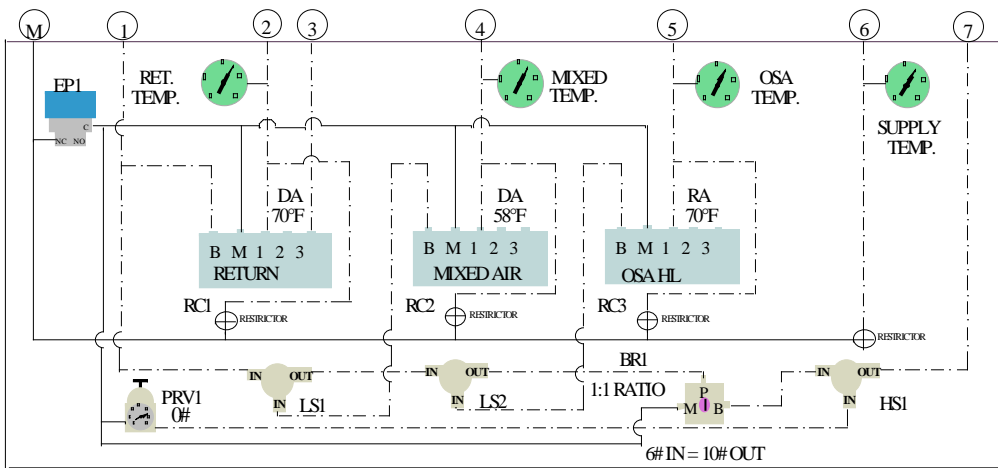 M 1 2 3 4 5 6 7
EP1
C
NC NO
RET.
TEMP.
MIXED
TEMP.
OSA
TEMP.
SUPPLY
TEMP.
DA
70°F
DA
58°F
RA
70°F
B M 1 2 3
RETURN
B M 1 2 3
MIXED AIR
B M 1 2 3
OSA HL
RC1
RESTRICTOR
RC2
RESTRICTOR
RC3
RESTRICTOR
RESTRICTOR
PRV1
0#
IN OUT
IN
LS1
IN OUT
IN
LS2
BR1
1:1 RATIO
P
M B
IN OUT
IN
HS1
6# IN = 10# OUT